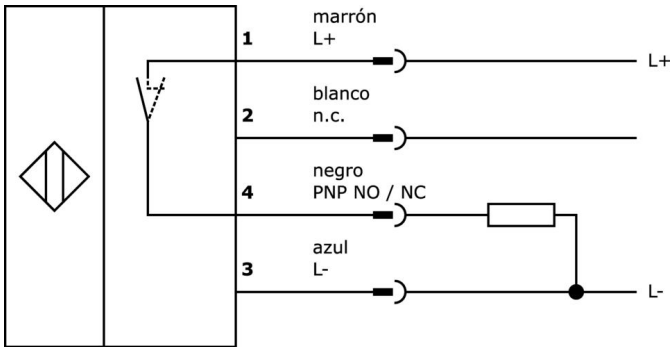 marrón
1 L+
L+
blanco
2 n.c.
negro
4 PNP NO / NC
azul
3 L-
L-